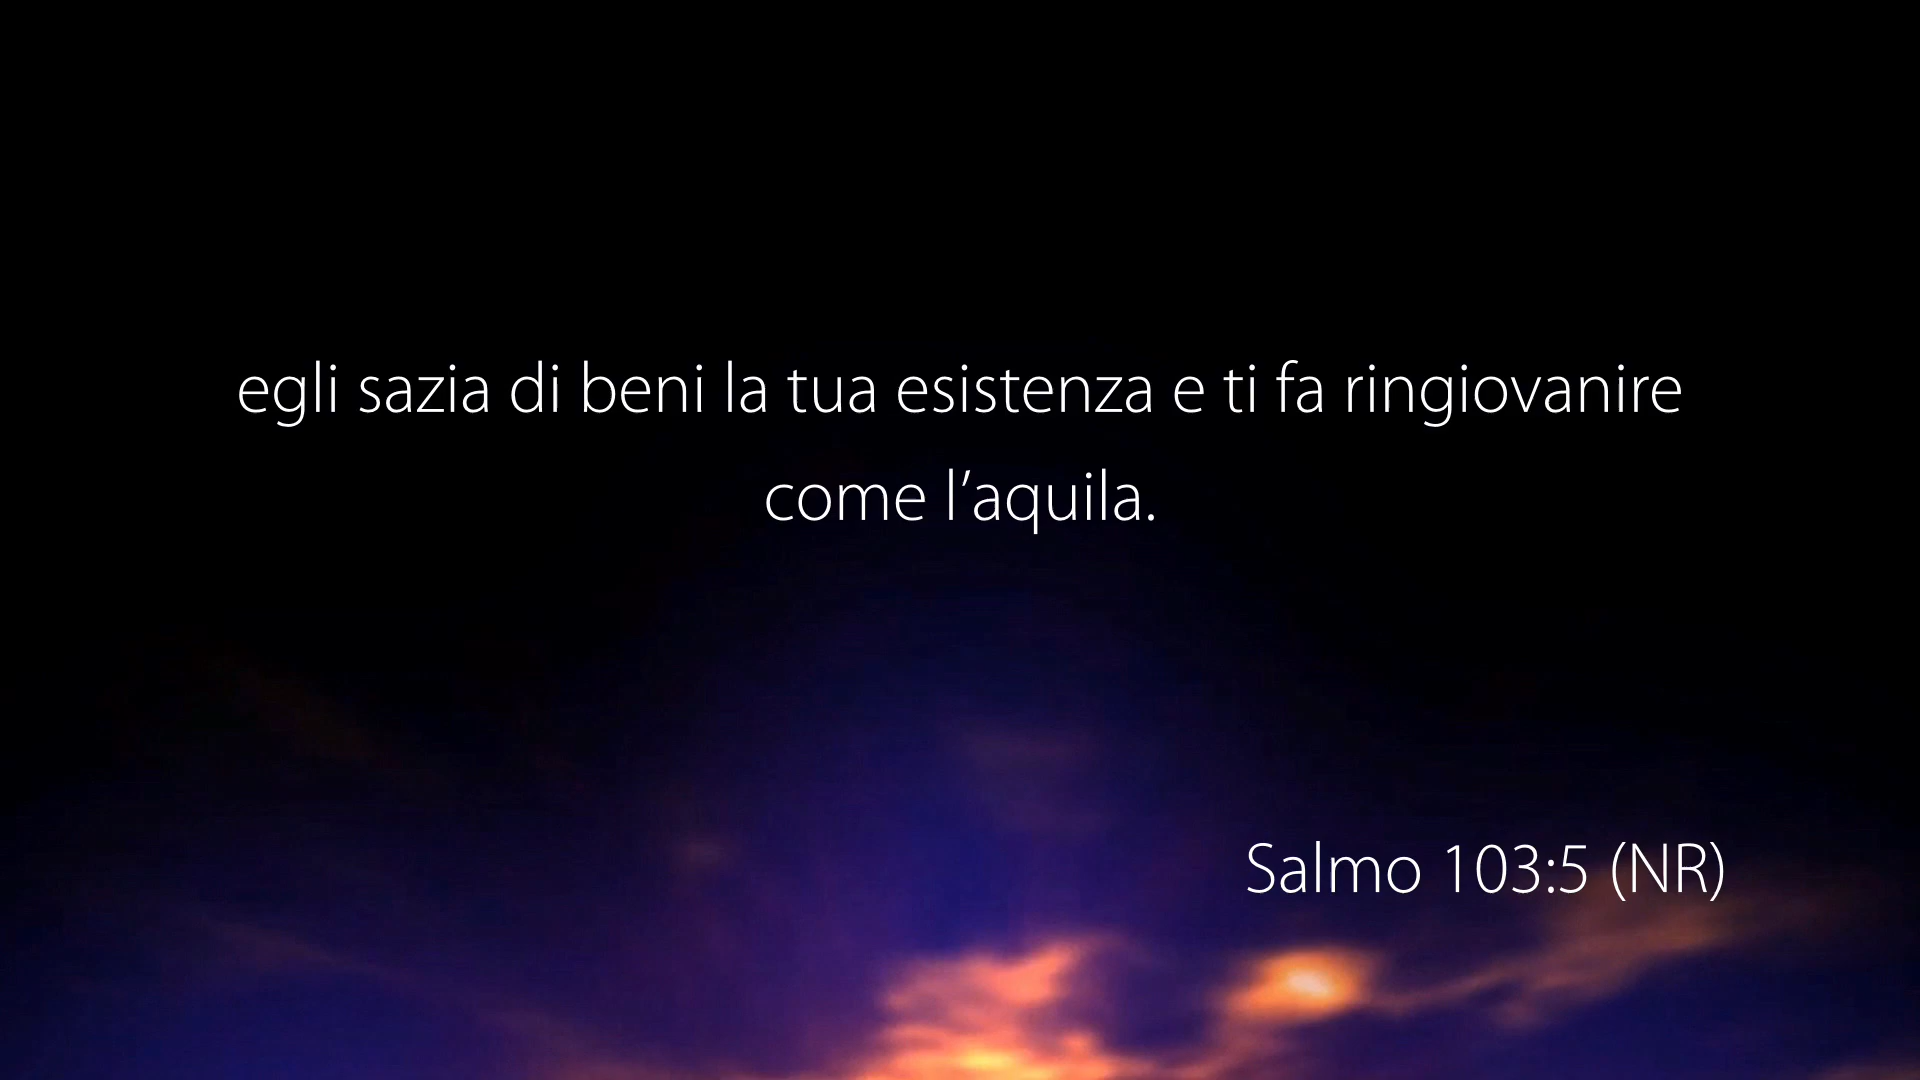 egli sazia di beni la tua esistenza e ti fa ringiovanire
come l’aquila.
Salmo 103:5 (NR)